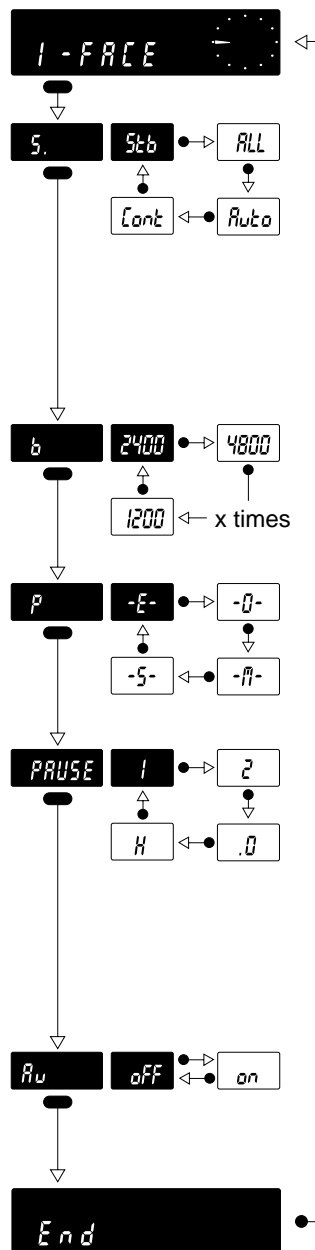 I - FACE
S. Stb ALL
Cont Auto
b 2400 4800
1200 x times
P -E- -O-
-S- -M-
PAUSE 1 2
H .0
Au oFF on
End